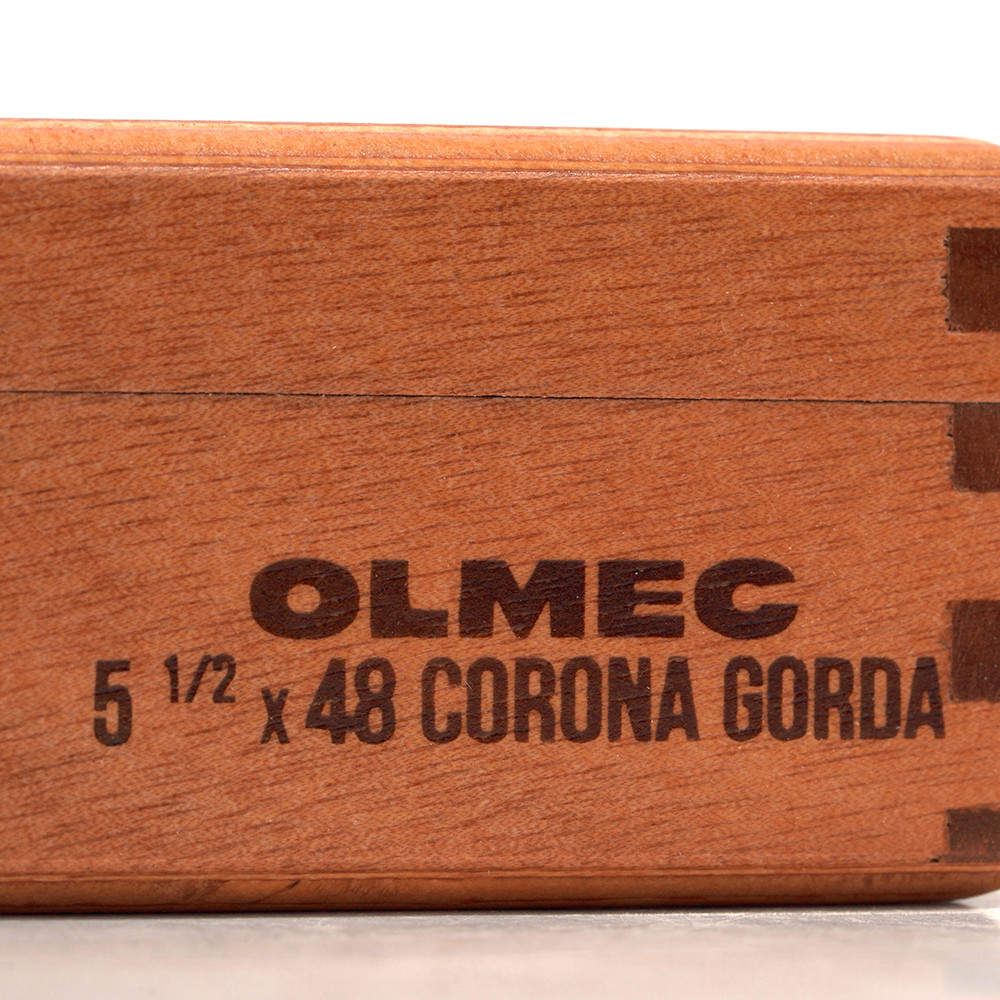 OLMEC
5 1/2 x 48 CORONA GORDA